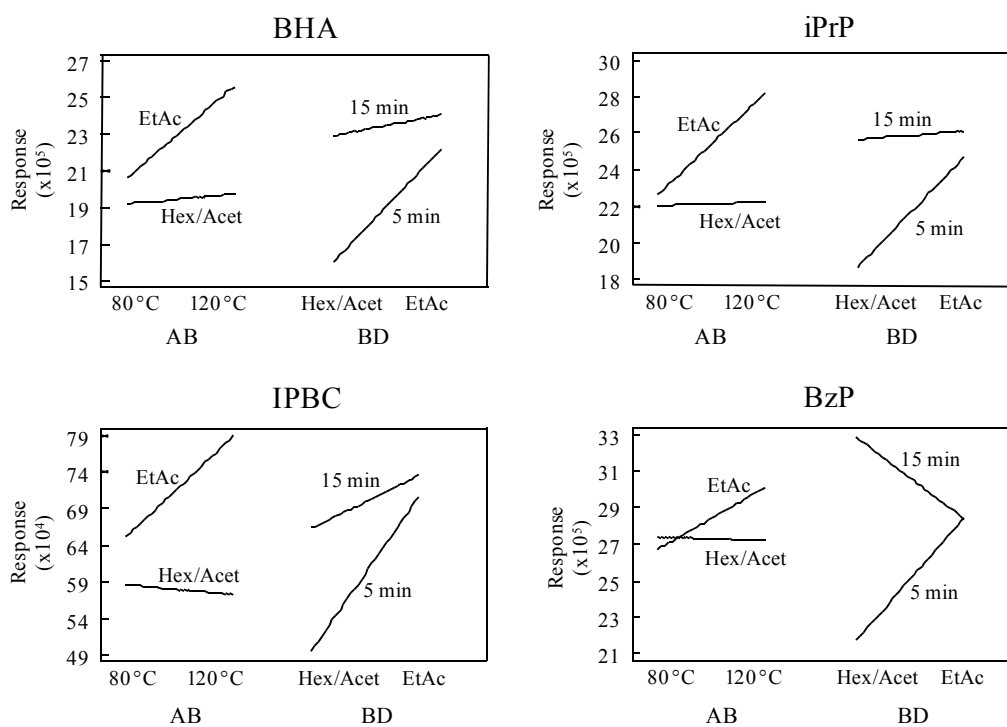 BHA
27
25
23
21
19
17
15
Response
(x10⁵)
EtAc
Hex/Acet
15 min
5 min
80°C 120°C Hex/Acet EtAc
AB BD
iPrP
30
28
26
24
22
20
18
Response
(x10⁵)
EtAc
Hex/Acet
15 min
5 min
80°C 120°C Hex/Acet EtAc
AB BD
IPBC
79
74
69
64
59
54
49
Response
(x10⁴)
EtAc
Hex/Acet
15 min
5 min
80°C 120°C Hex/Acet EtAc
AB BD
BzP
33
31
29
27
25
23
21
Response
(x10⁵)
EtAc
Hex/Acet
15 min
5 min
80°C 120°C Hex/Acet EtAc
AB BD